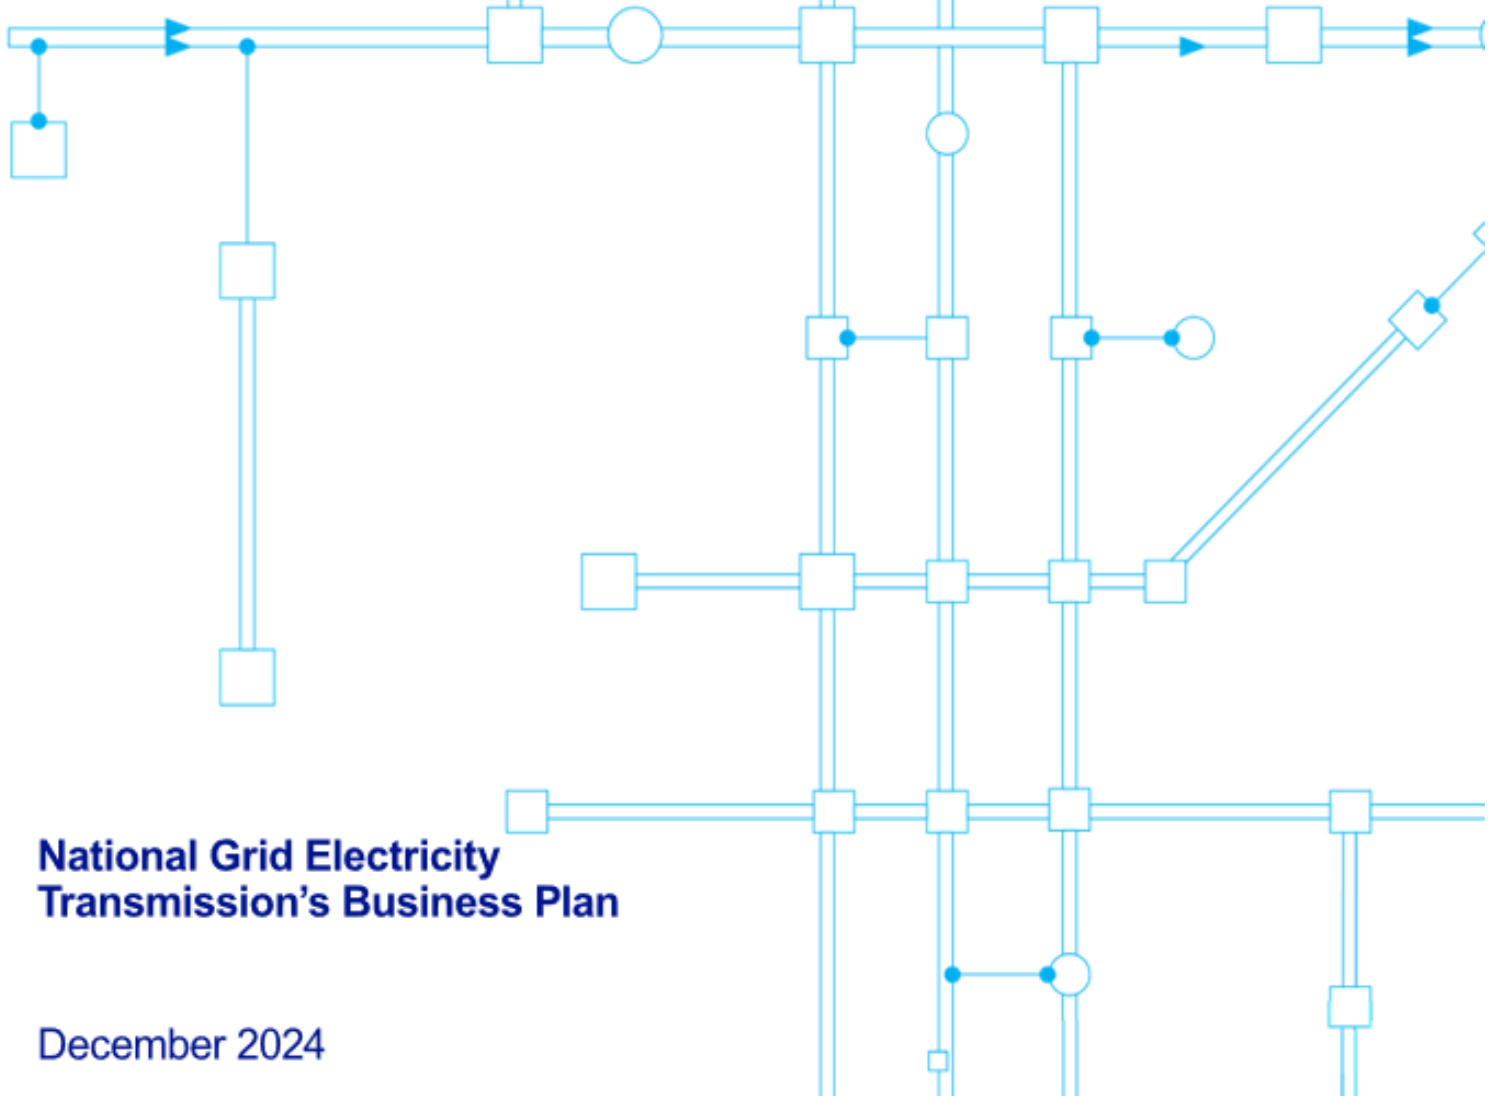 National Grid Electricity
Transmission’s Business Plan
December 2024